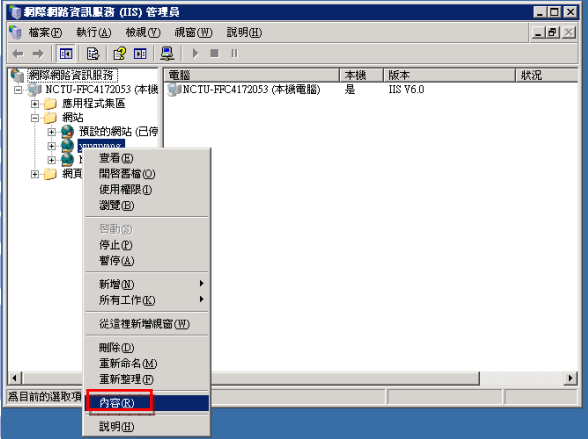 網際網路資訊服務 (IIS) 管理員
檔案(F) 執行(A) 檢視(V) 視窗(W) 說明(H)
網際網路資訊服務
電腦 本機 版本 狀況
NCTU-FFC4172053 (本機
NCTU-FFC4172053 (本機電腦) 是 IIS V6.0
應用程式集區
網站
預設的網站 (已停
網頁
查看(E)
開啓舊檔(O)
使用權限(I)
瀏覽(B)
啓動(S)
停止(P)
暫停(A)
新增(N)
所有工作(K)
從這裡新增視窗(W)
刪除(D)
重新命名(M)
重新整理(F)
爲目前的選取項
內容(R)
說明(H)